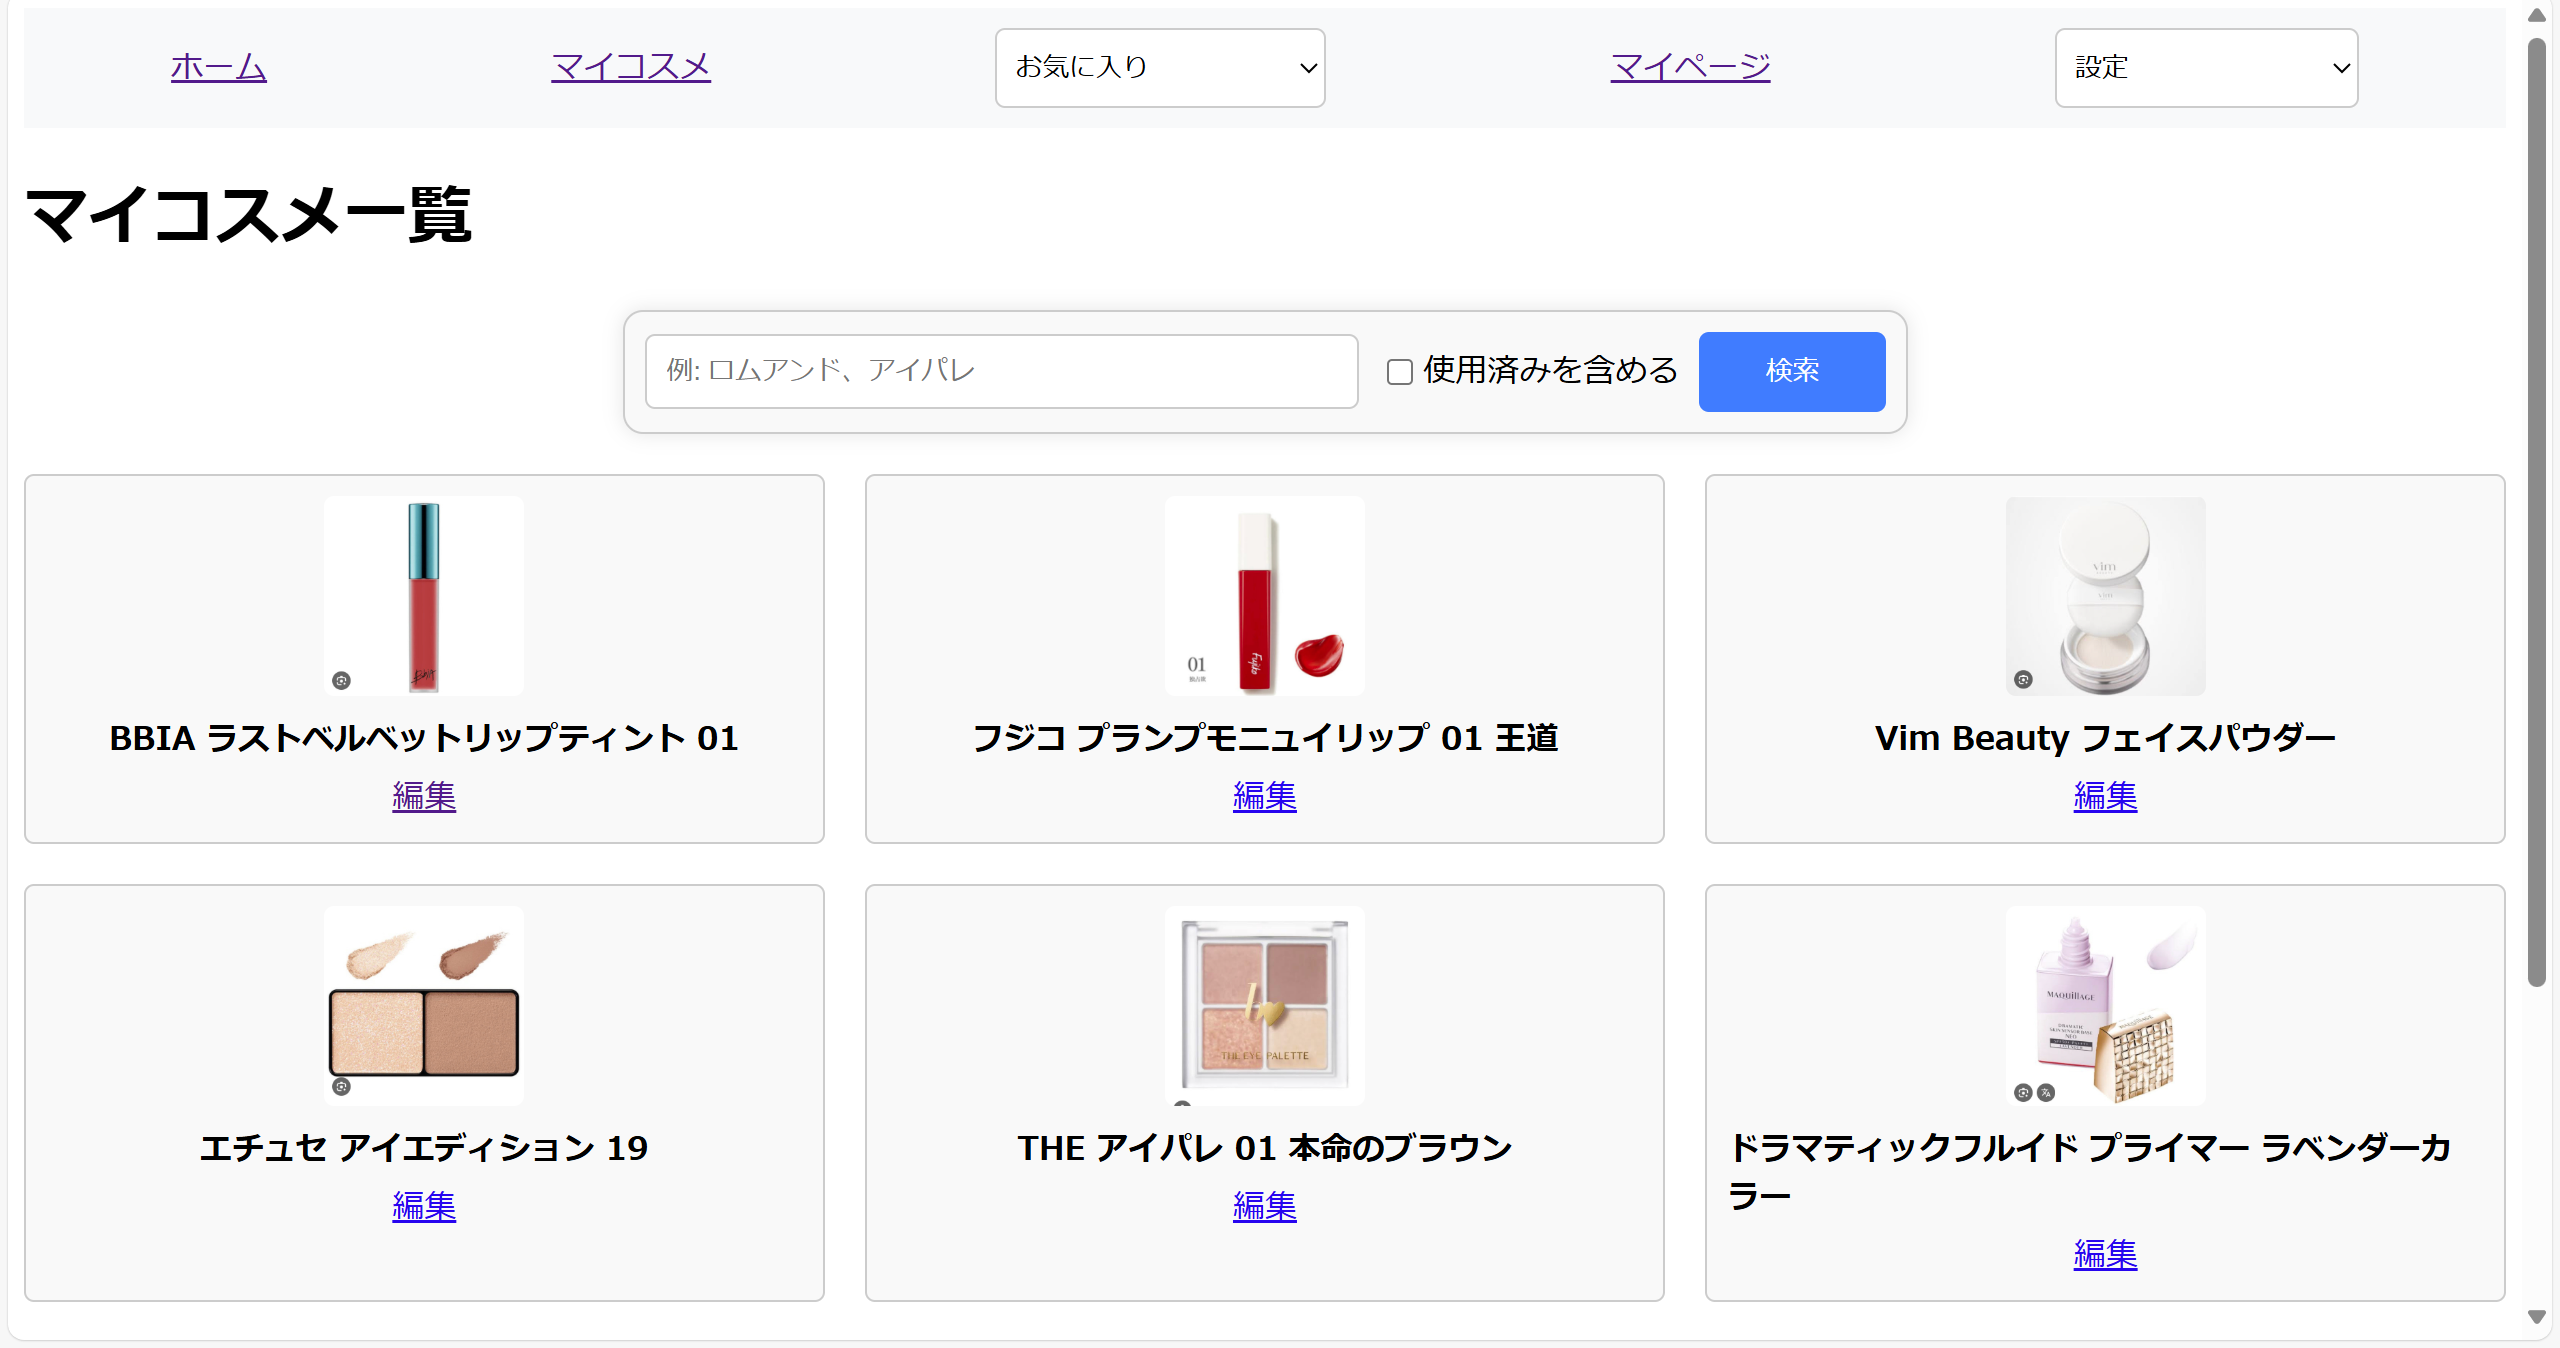 ホーム
マイコスメ
お気に入り
マイページ
設定
マイコスメ一覧
例: ロムアンド、アイパレ
使用済みを含める
検索
01
Fujiko
vim
BBIA ラストベルベットリップティント 01
フジコ プランプモニュイリップ 01 王道
Vim Beauty フェイスパウダー
編集
編集
編集
THE EYE PALETTE
MAQuillAGE
DRAMATIC
SKIN SENSOR BASE
NEO
エチュセ アイエディション 19
THE アイパレ 01 本命のブラウン
ドラマティックフルイド プライマー ラベンダーカ
ラー
編集
編集
編集